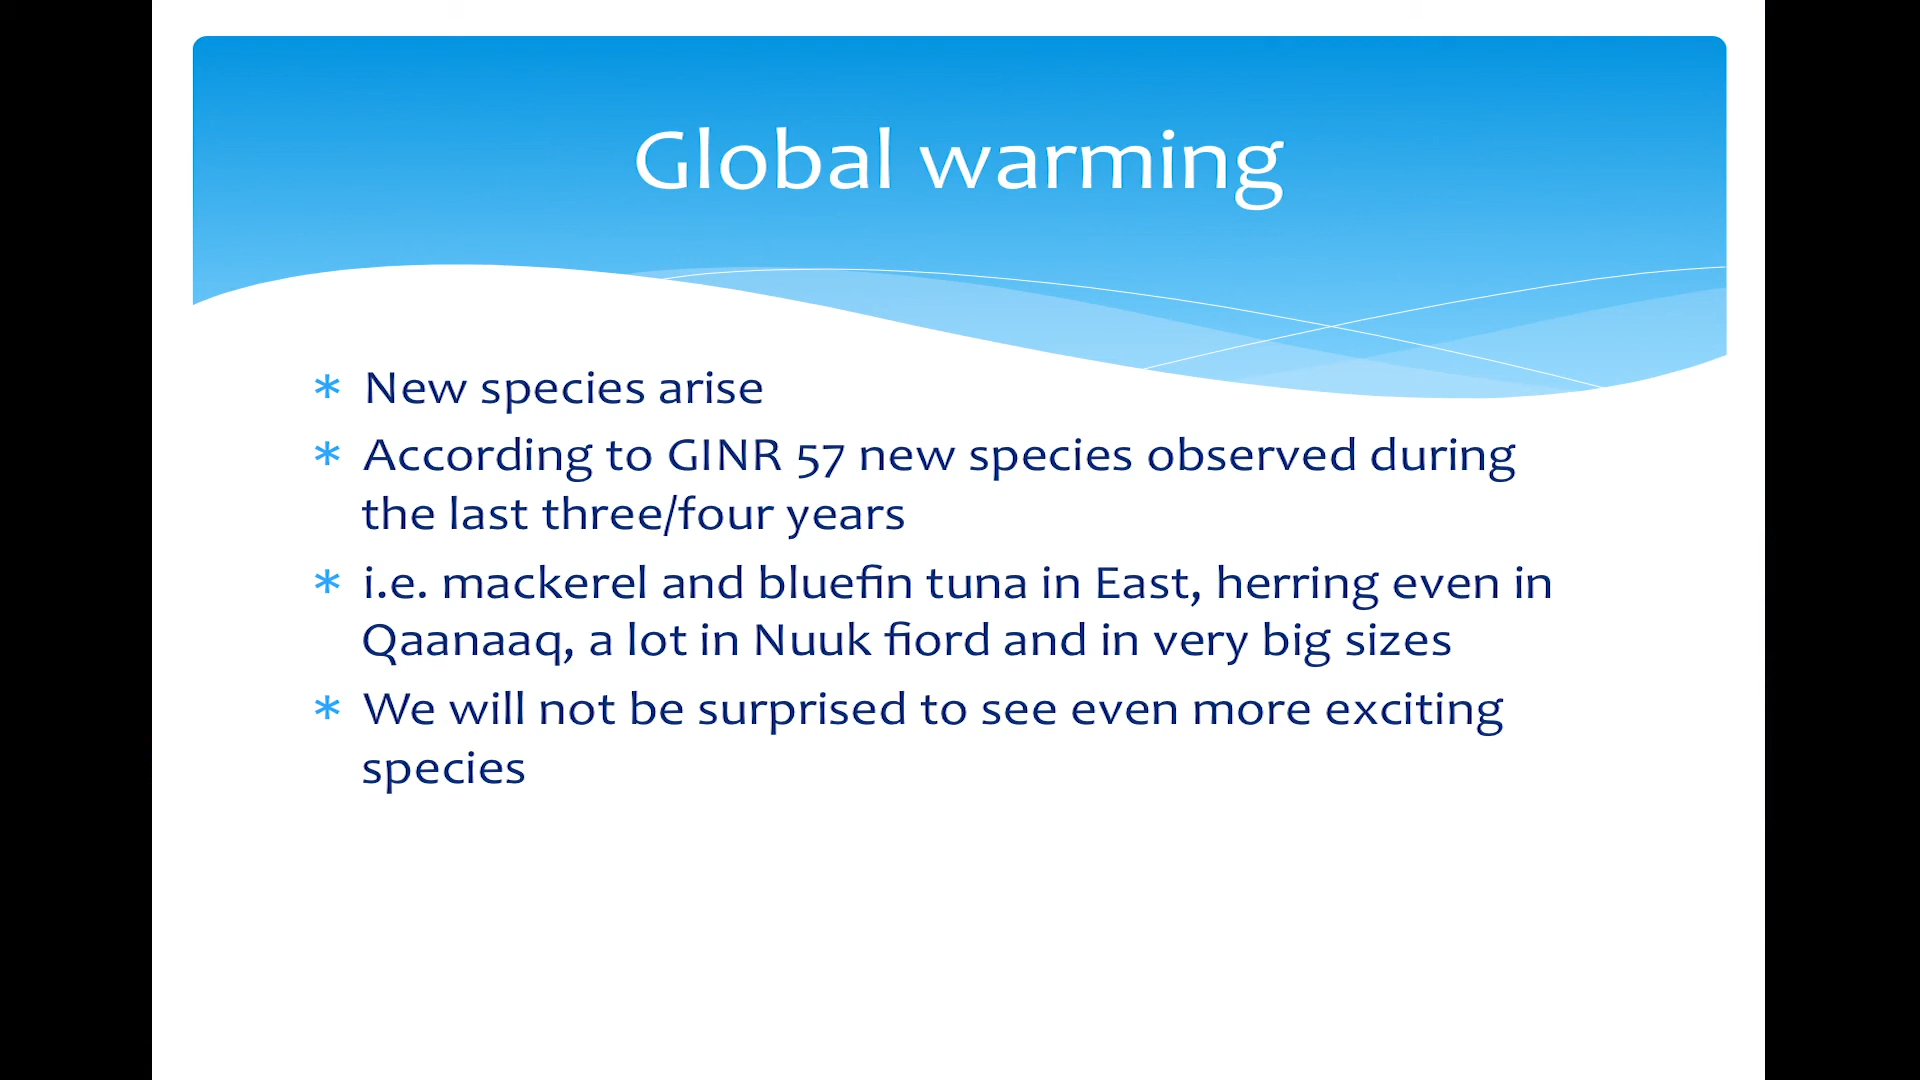 Global warming
* New species arise
* According to GINR 57 new species observed during
the last three/four years
* i.e. mackerel and bluefin tuna in East, herring even in
Qaanaaq, a lot in Nuuk fiord and in very big sizes
* We will not be surprised to see even more exciting
species